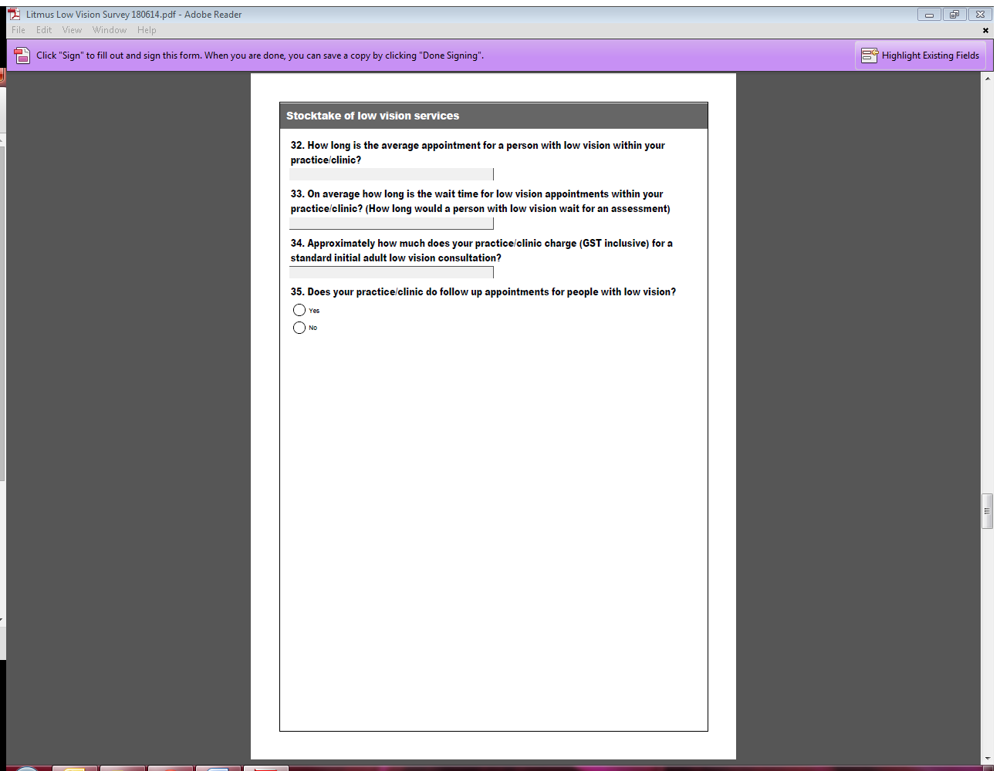 Litmus Low Vision Survey 180614.pdf - Adobe Reader
File Edit View Window Help
Click "Sign" to fill out and sign this form. When you are done, you can save a copy by clicking "Done Signing".
Highlight Existing Fields
Stocktake of low vision services
32. How long is the average appointment for a person with low vision within your
practice/clinic?
33. On average how long is the wait time for low vision appointments within your
practice/clinic? (How long would a person with low vision wait for an assessment)
34. Approximately how much does your practice/clinic charge (GST inclusive) for a
standard initial adult low vision consultation?
35. Does your practice/clinic do follow up appointments for people with low vision?
Yes
No